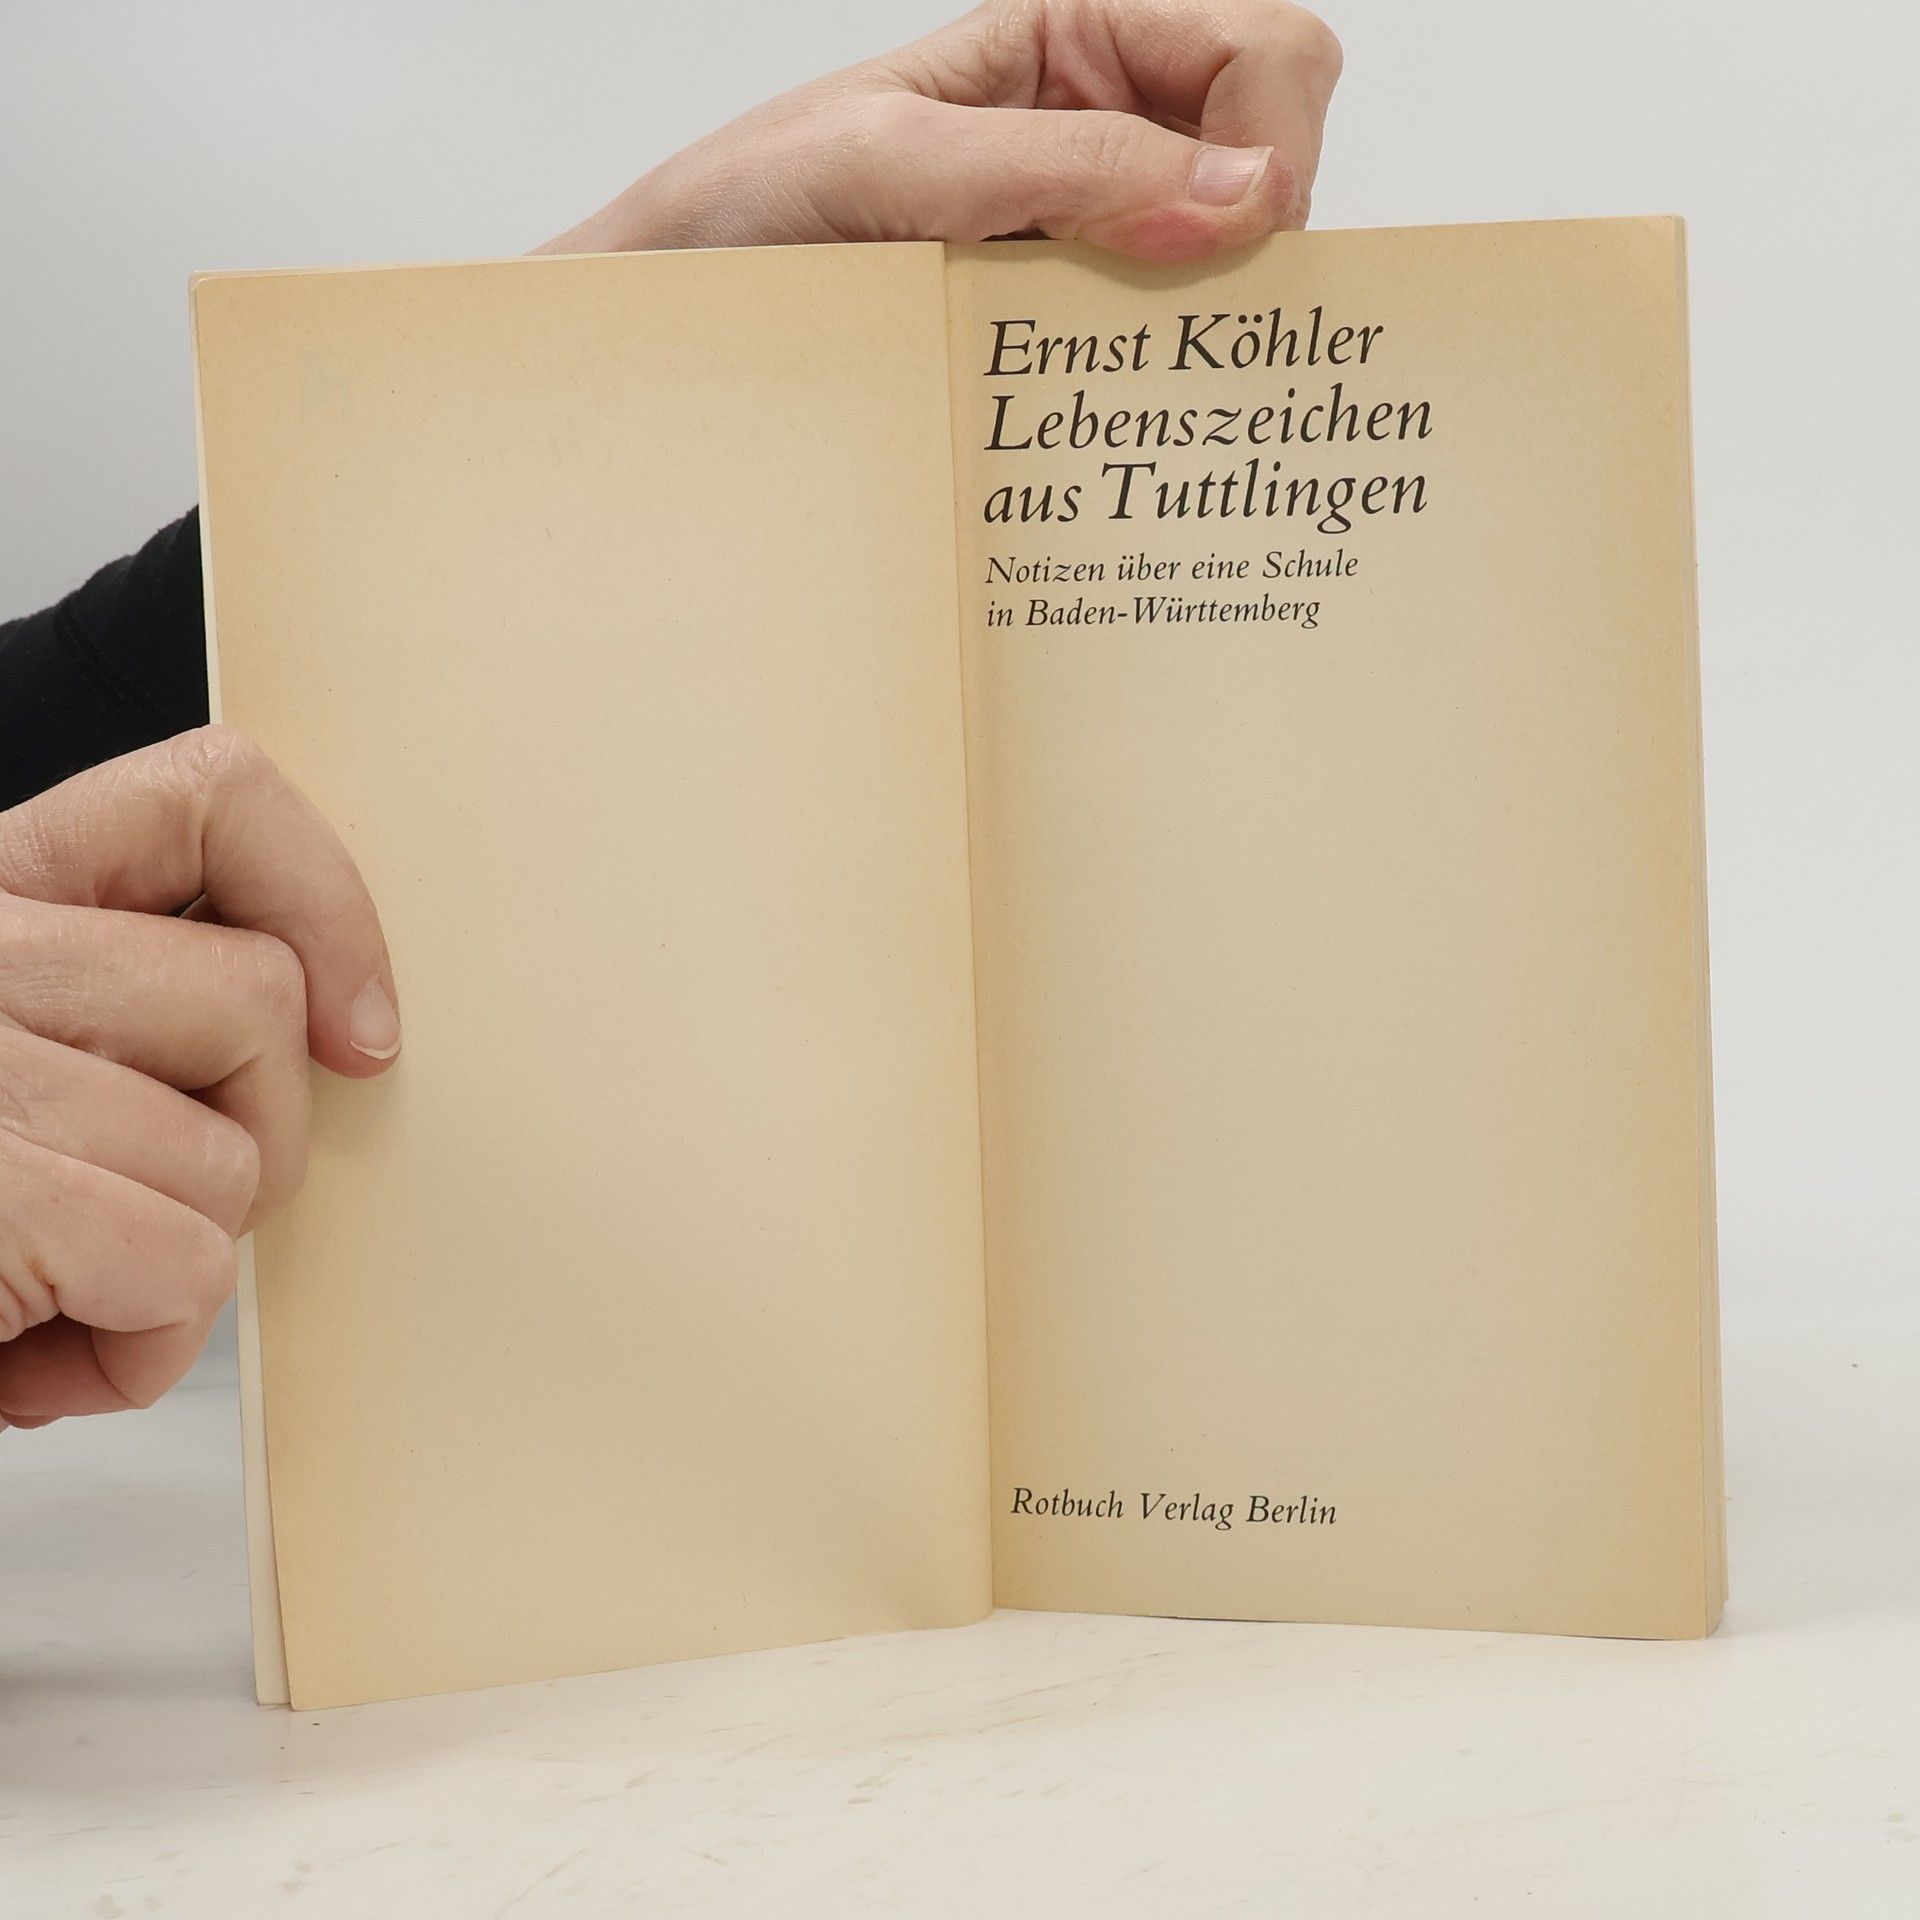 Ernst Köhler
Lebenszeichen
aus Tuttlingen
Notizen über eine Schule
in Baden-Württemberg
Rotbuch Verlag Berlin